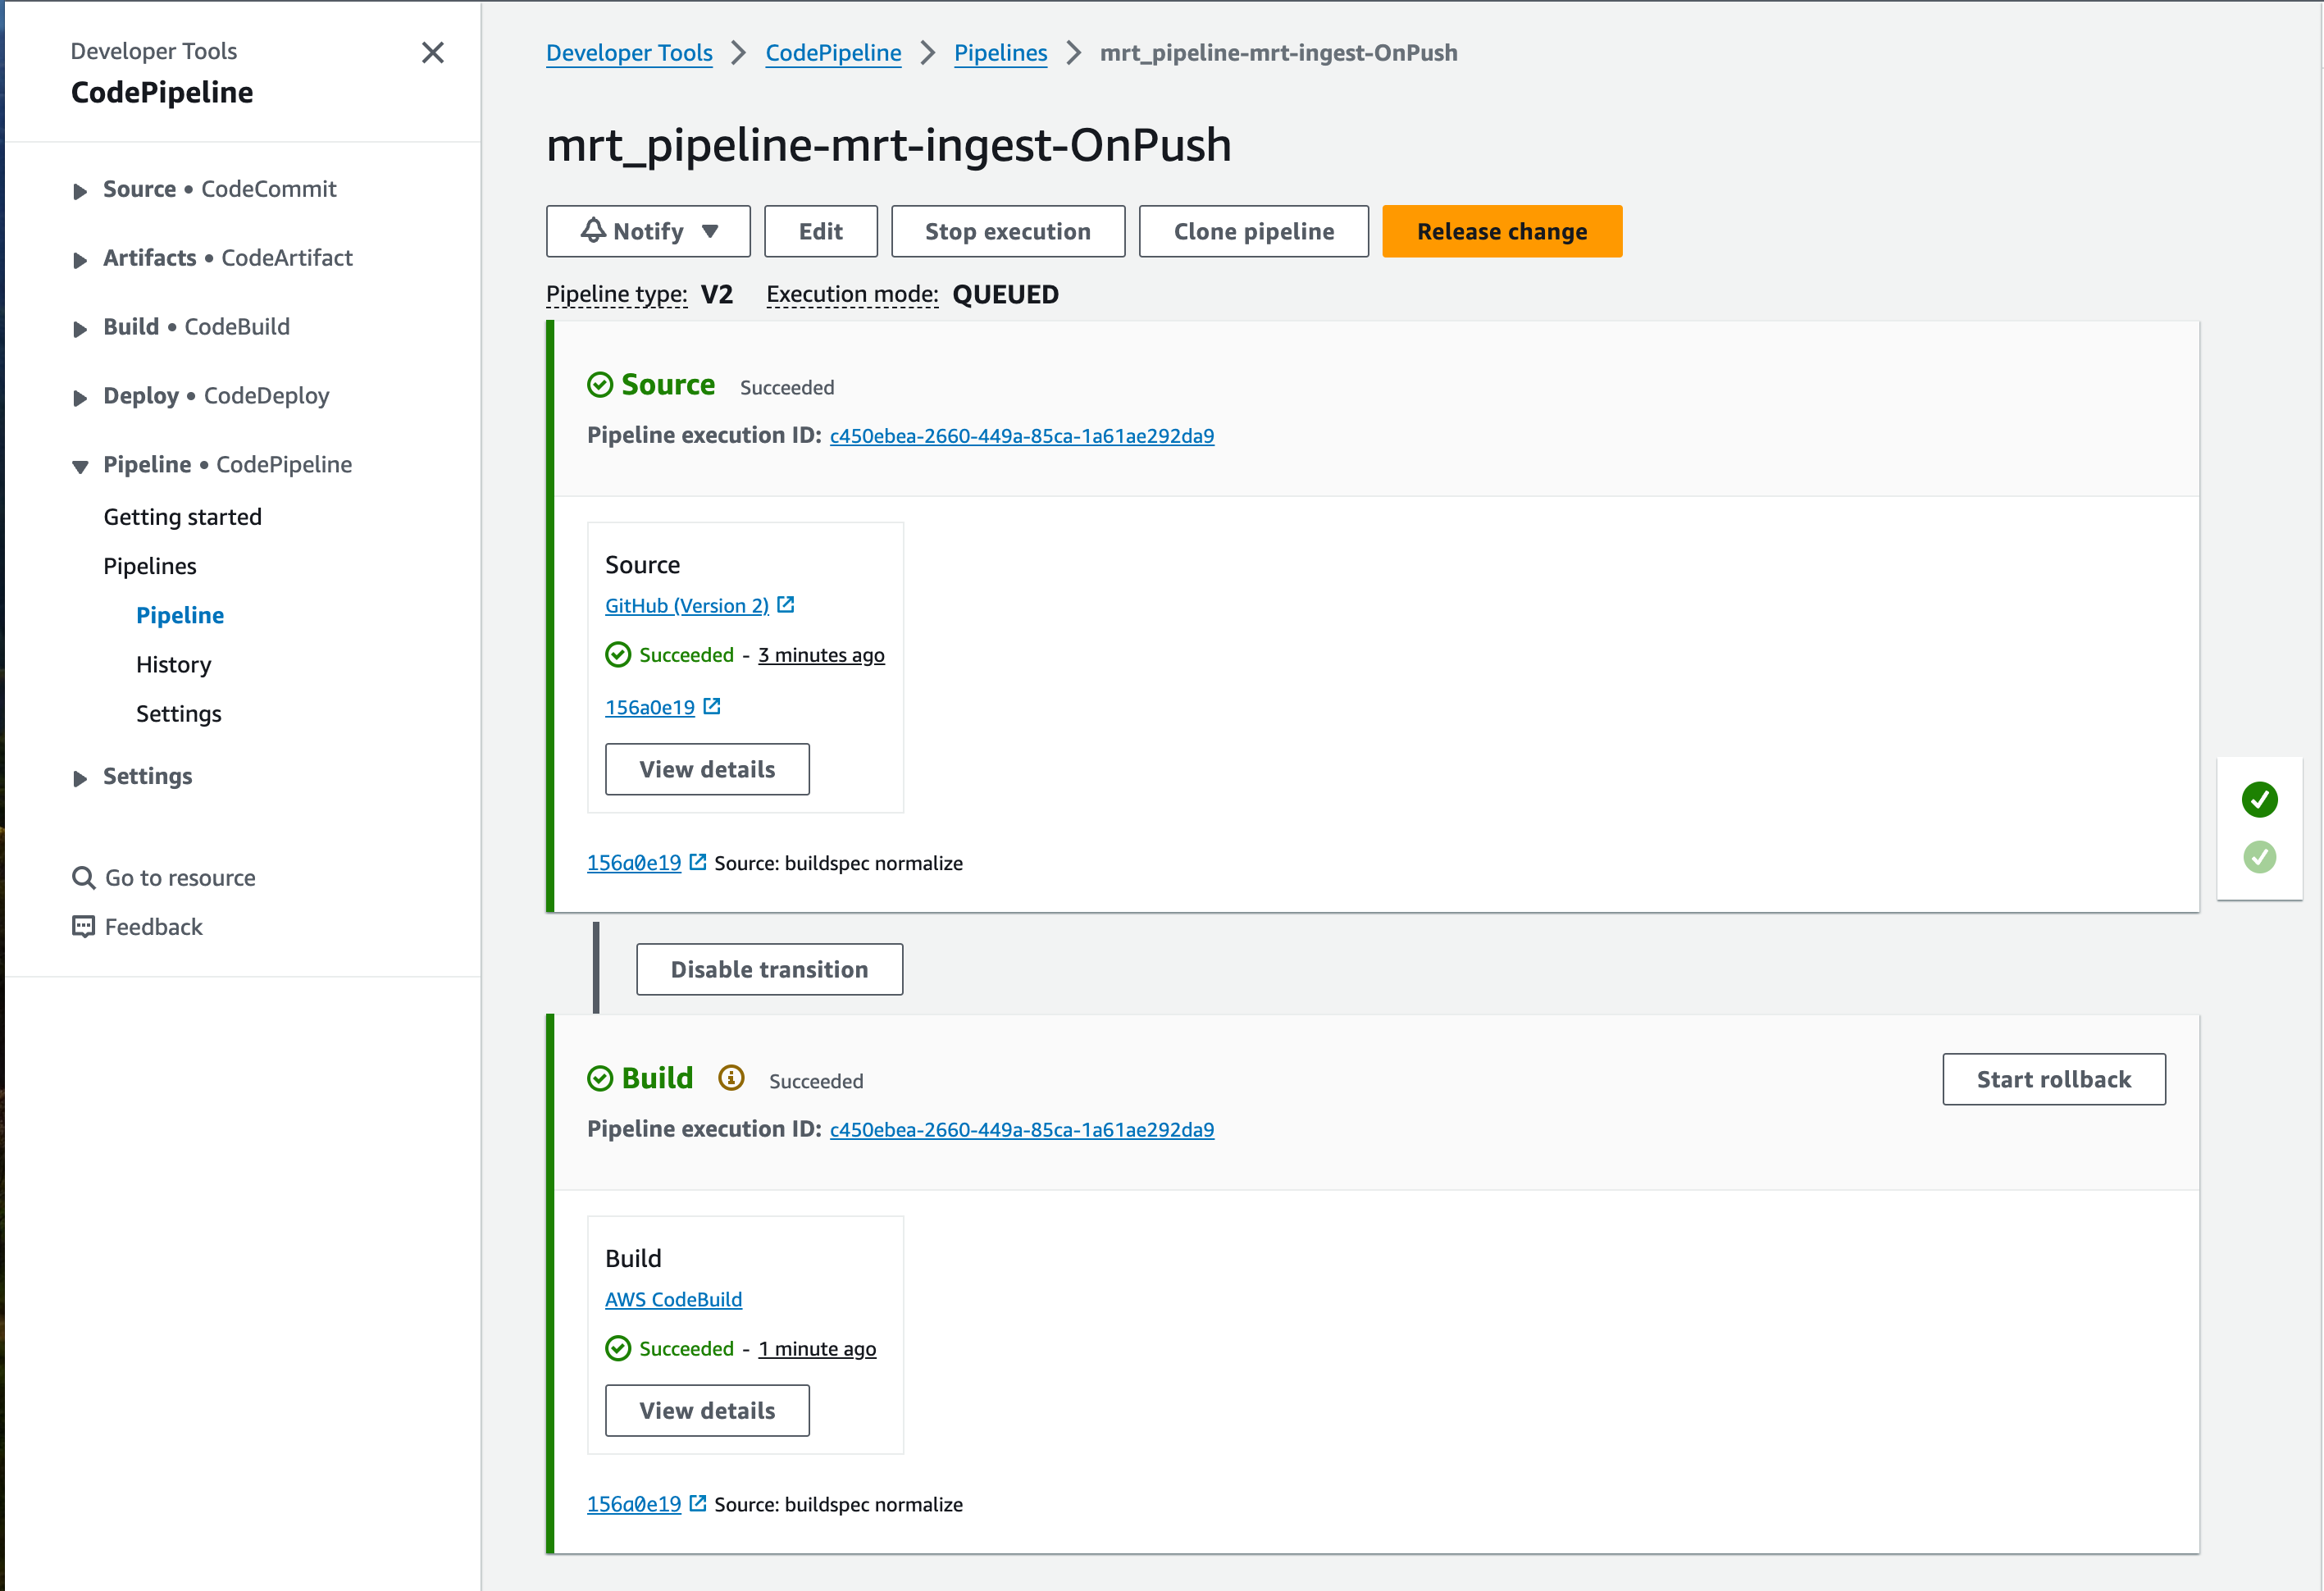 Developer Tools
CodePipeline
Source • CodeCommit
Artifacts • CodeArtifact
Build • CodeBuild
Deploy • CodeDeploy
Pipeline • CodePipeline
Getting started
Pipelines
Pipeline
History
Settings
Settings
Go to resource
Feedback
Developer Tools > CodePipeline > Pipelines > mrt_pipeline-mrt-ingest-OnPush
mrt_pipeline-mrt-ingest-OnPush
Notify Edit Stop execution Clone pipeline Release change
Pipeline type: V2 Execution mode: QUEUED
Source Succeeded
Pipeline execution ID: c450ebea-2660-449a-85ca-1a61ae292da9
Source
GitHub (Version 2)
Succeeded - 3 minutes ago
156a0e19
View details
156a0e19 Source: buildspec normalize
Disable transition
Build Succeeded
Start rollback
Pipeline execution ID: c450ebea-2660-449a-85ca-1a61ae292da9
Build
AWS CodeBuild
Succeeded - 1 minute ago
View details
156a0e19 Source: buildspec normalize